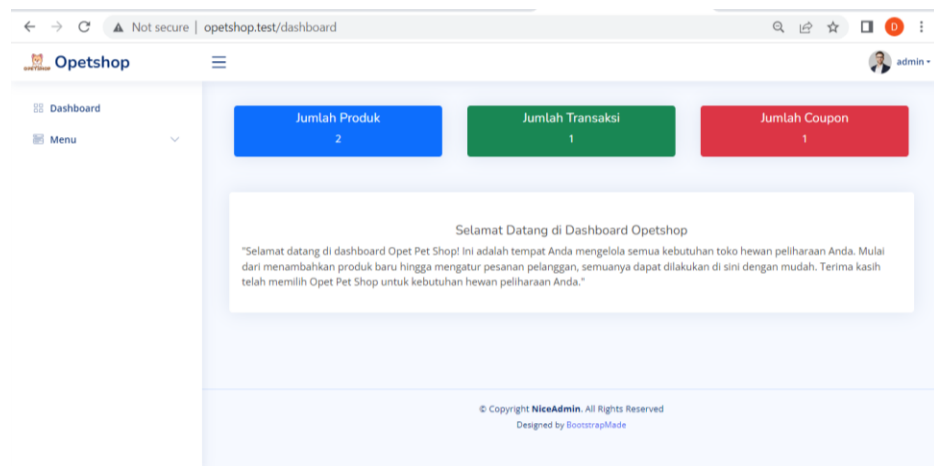 Not secure | opetshop.test/dashboard
D
Opetshop
admin
Dashboard
Menu
Jumlah Produk
2
Jumlah Transaksi
1
Jumlah Coupon
1
Selamat Datang di Dashboard Opetshop
"Selamat datang di dashboard Opet Pet Shop! Ini adalah tempat Anda mengelola semua kebutuhan toko hewan peliharaan Anda. Mulai
dari menambahkan produk baru hingga mengatur pesanan pelanggan, semuanya dapat dilakukan di sini dengan mudah. Terima kasih
telah memilih Opet Pet Shop untuk kebutuhan hewan peliharaan Anda."
© Copyright NiceAdmin. All Rights Reserved
Designed by BootstrapMade